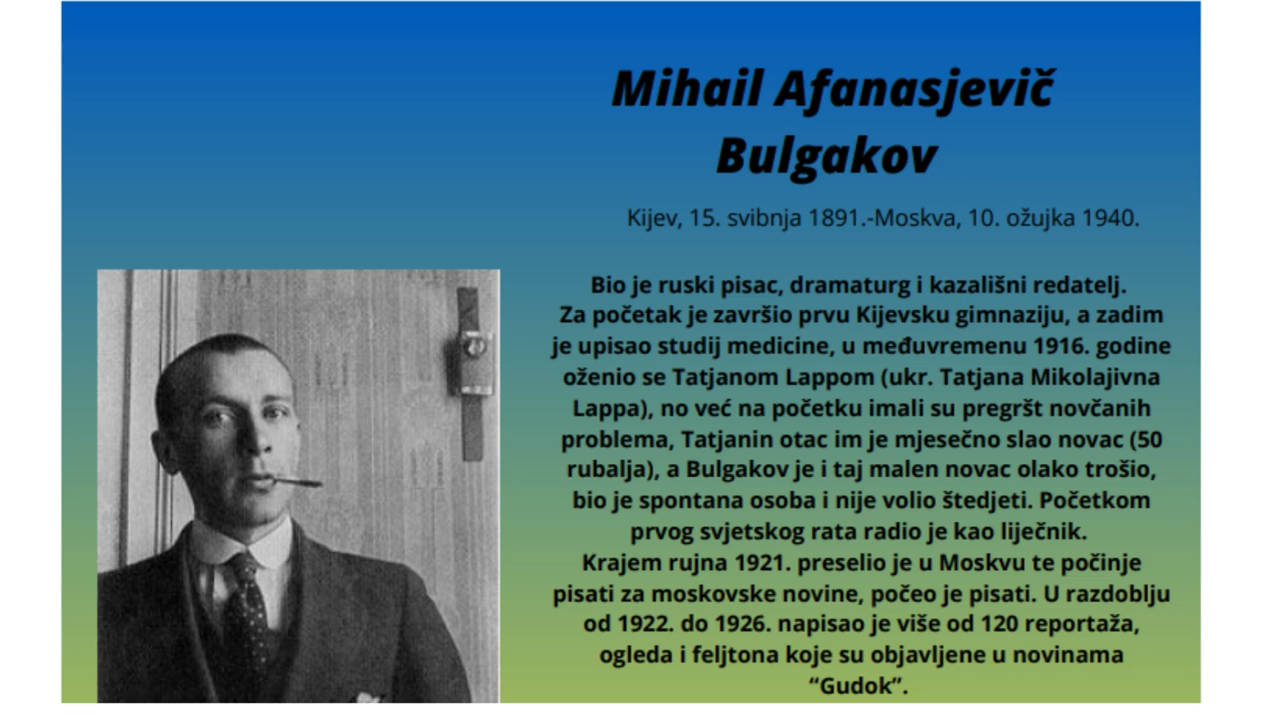 Mihail Afanasjevič
Bulgakov
Kijev, 15. svibnja 1891.-Moskva, 10. ožujka 1940.
Bio je ruski pisac, dramaturg i kazališni redatelj.
Za početak je završio prvu Kijevsku gimnaziju, a zadim
je upisao studij medicine, u međuvremenu 1916. godine
oženio se Tatjanom Lappom (ukr. Tatjana Mikolajivna
Lappa), no već na početku imali su pregršt novčanih
problema, Tatjanin otac im je mjesečno slao novac (50
rubalja), a Bulgakov je i taj malen novac olako trošio,
bio je spontana osoba i nije volio štedjeti. Početkom
prvog svjetskog rata radio je kao liječnik.
Krajem rujna 1921. preselio je u Moskvu te počinje
pisati za moskovske novine, počeo je pisati. U razdoblju
od 1922. do 1926. napisao je više od 120 reportaža,
ogleda i feljtona koje su objavljene u novinama
“Gudok”.